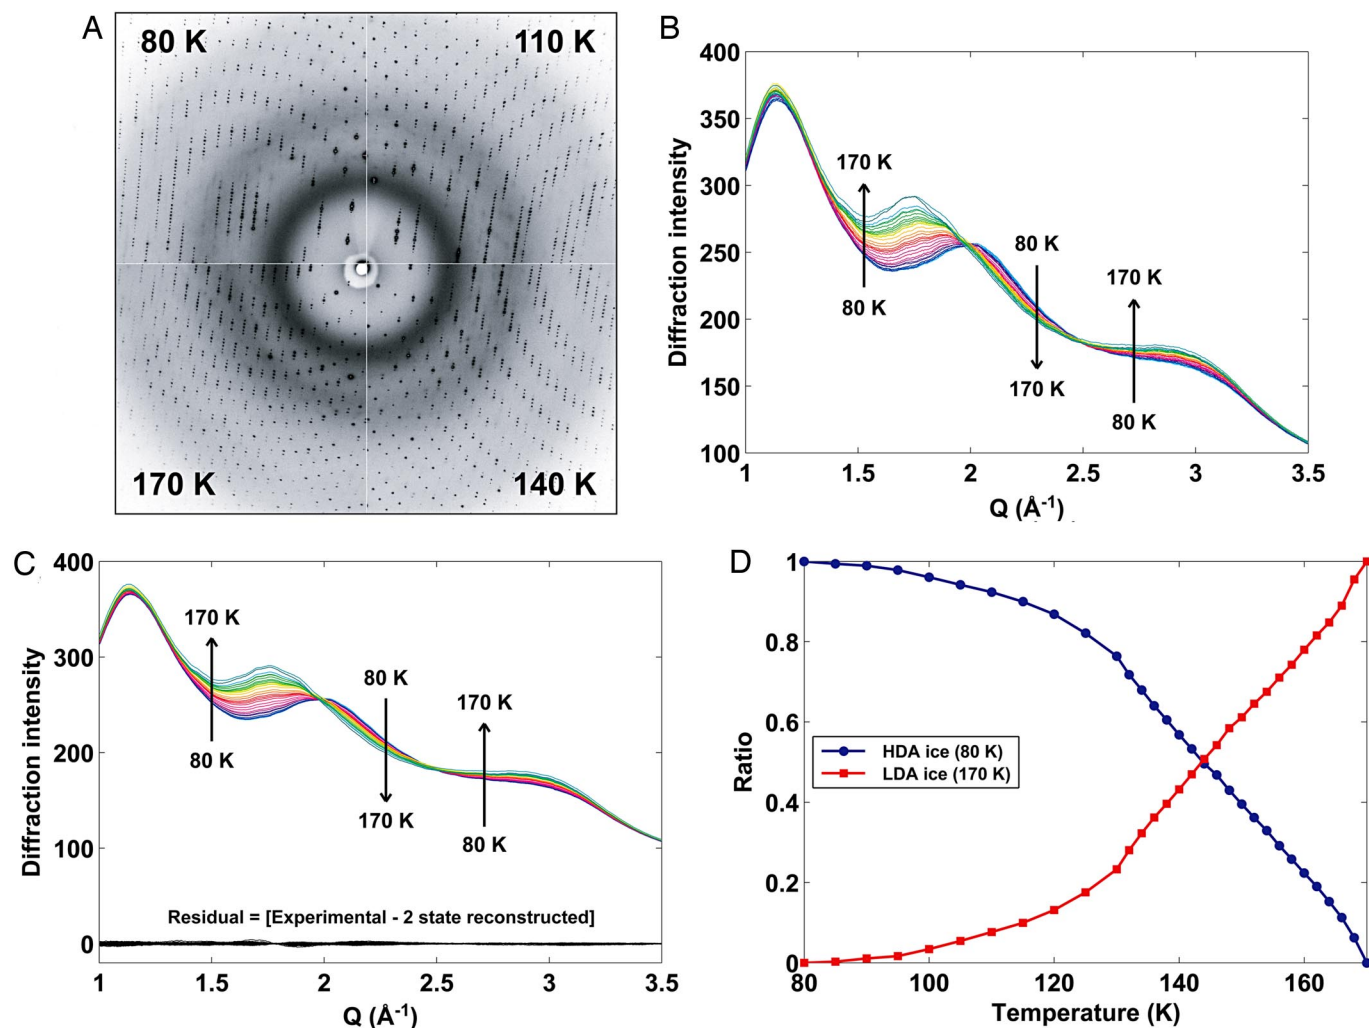 A
80 K
110 K
170 K
140 K
B
400
350
300
250
200
150
100
Diffraction intensity
170 K
80 K
80 K
170 K
170 K
80 K
1
1.5
2
2.5
3
3.5
Q (Å-1)
C
400
300
200
100
0
Diffraction intensity
170 K
80 K
80 K
170 K
170 K
80 K
Residual = [Experimental - 2 state reconstructed]
1
1.5
2
2.5
3
3.5
Q (Å-1)
D
1
0.8
0.6
0.4
0.2
0
Ratio
HDA ice (80 K)
LDA ice (170 K)
80
100
120
140
160
Temperature (K)